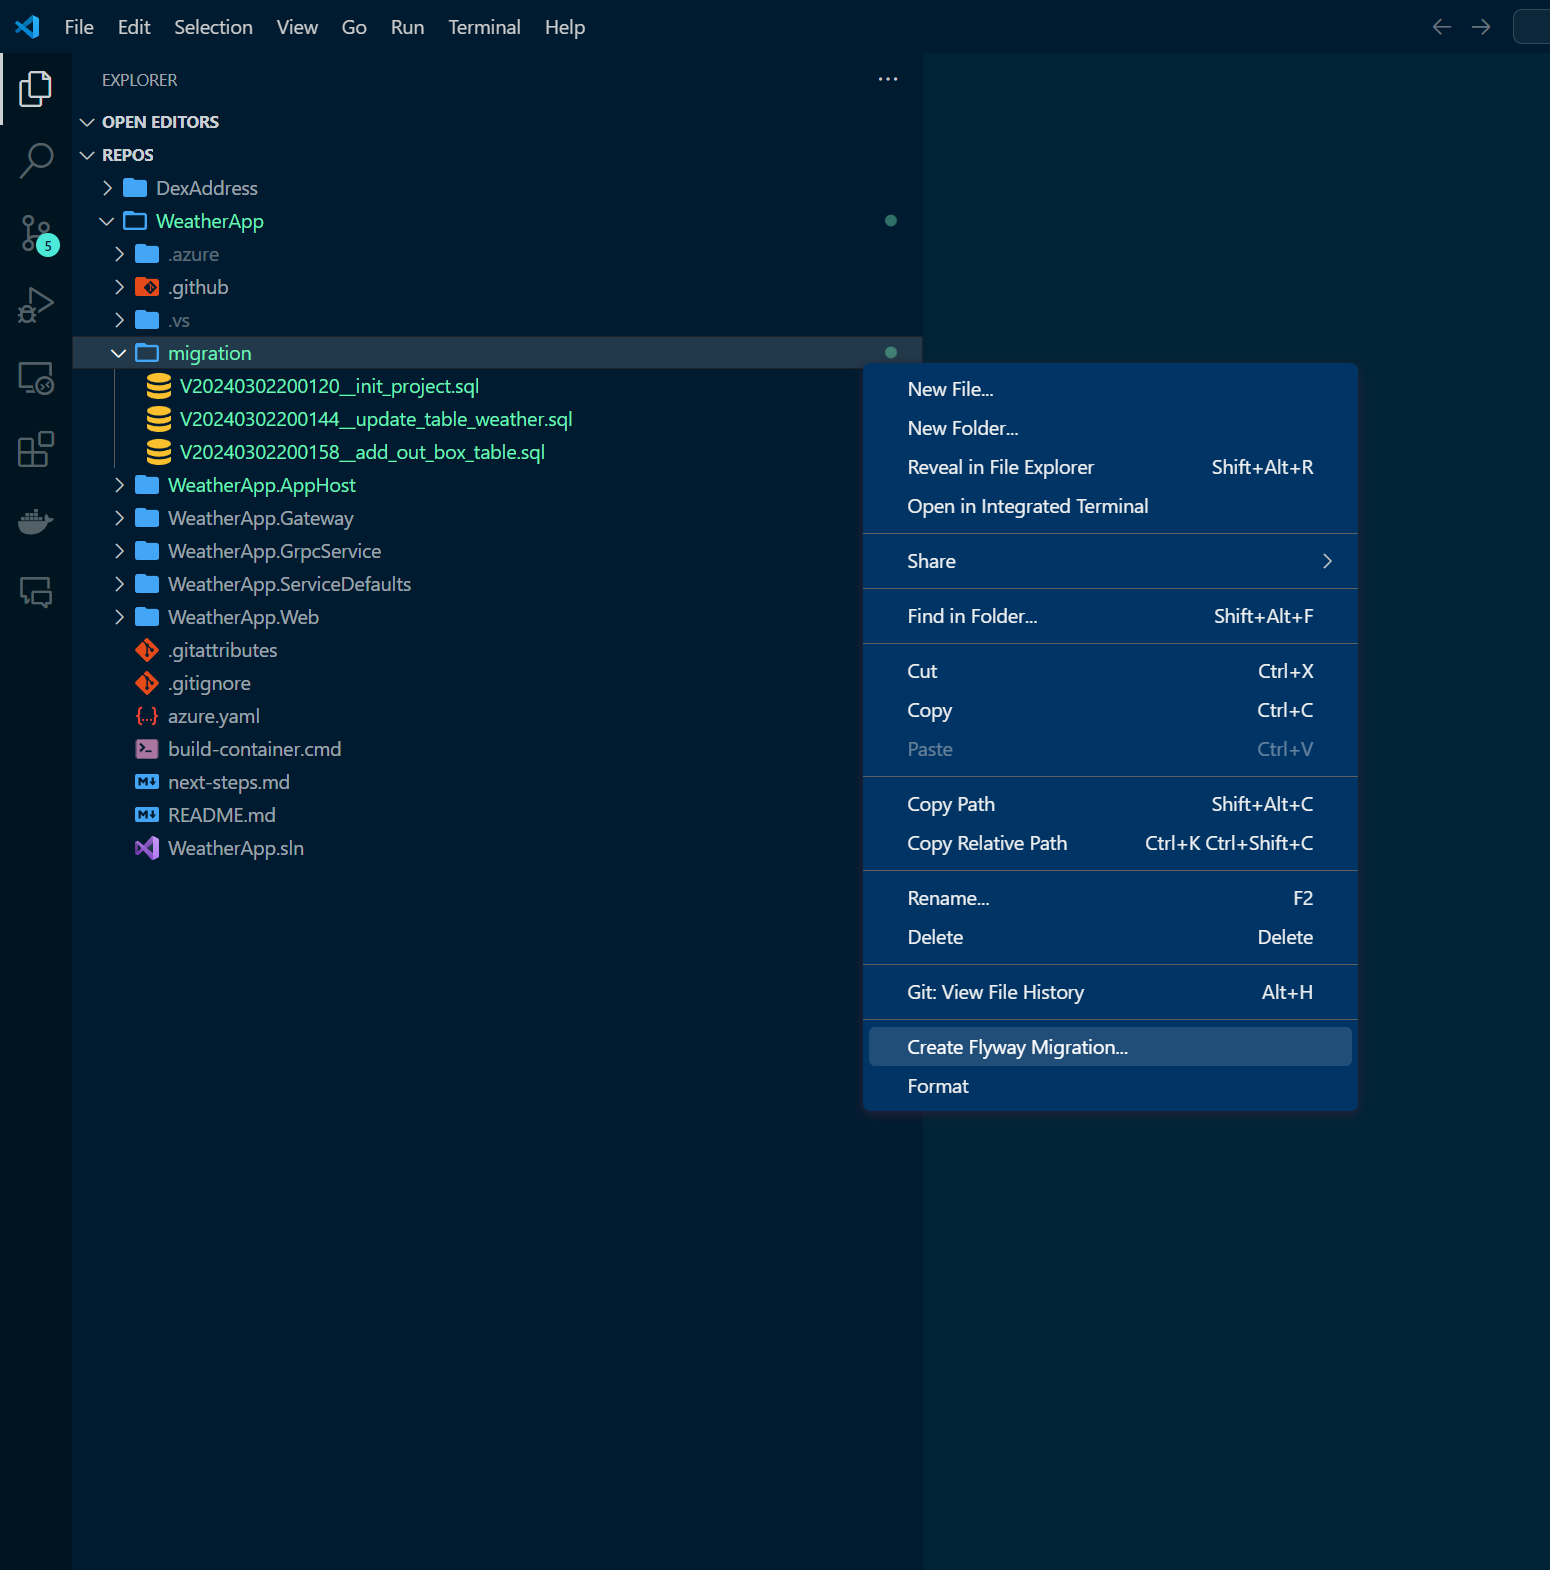 File Edit Selection View Go Run Terminal Help
EXPLORER
OPEN EDITORS
REPOS
DexAddress
WeatherApp
.azure
.github
.vs
migration
V20240302200120__init_project.sql
V20240302200144__update_table_weather.sql
V20240302200158__add_out_box_table.sql
WeatherApp.AppHost
WeatherApp.Gateway
WeatherApp.GrpcService
WeatherApp.ServiceDefaults
WeatherApp.Web
.gitattributes
.gitignore
azure.yaml
build-container.cmd
next-steps.md
README.md
WeatherApp.sln
5
New File...
New Folder...
Reveal in File Explorer Shift+Alt+R
Open in Integrated Terminal
Share
Find in Folder... Shift+Alt+F
Cut Ctrl+X
Copy Ctrl+C
Paste Ctrl+V
Copy Path Shift+Alt+C
Copy Relative Path Ctrl+K Ctrl+Shift+C
Rename... F2
Delete Delete
Git: View File History Alt+H
Create Flyway Migration...
Format